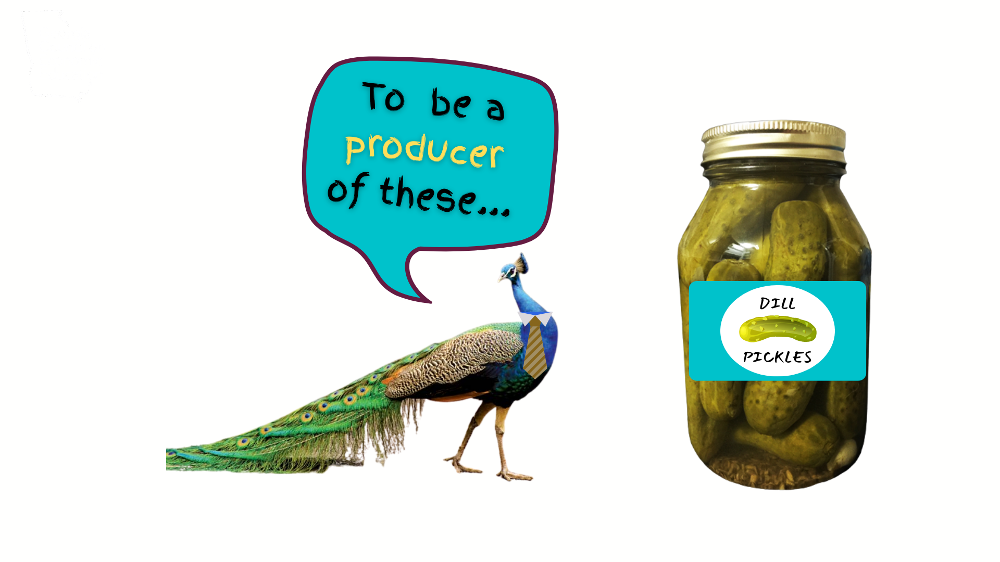 To be a
producer
of these...
DILL
PICKLES